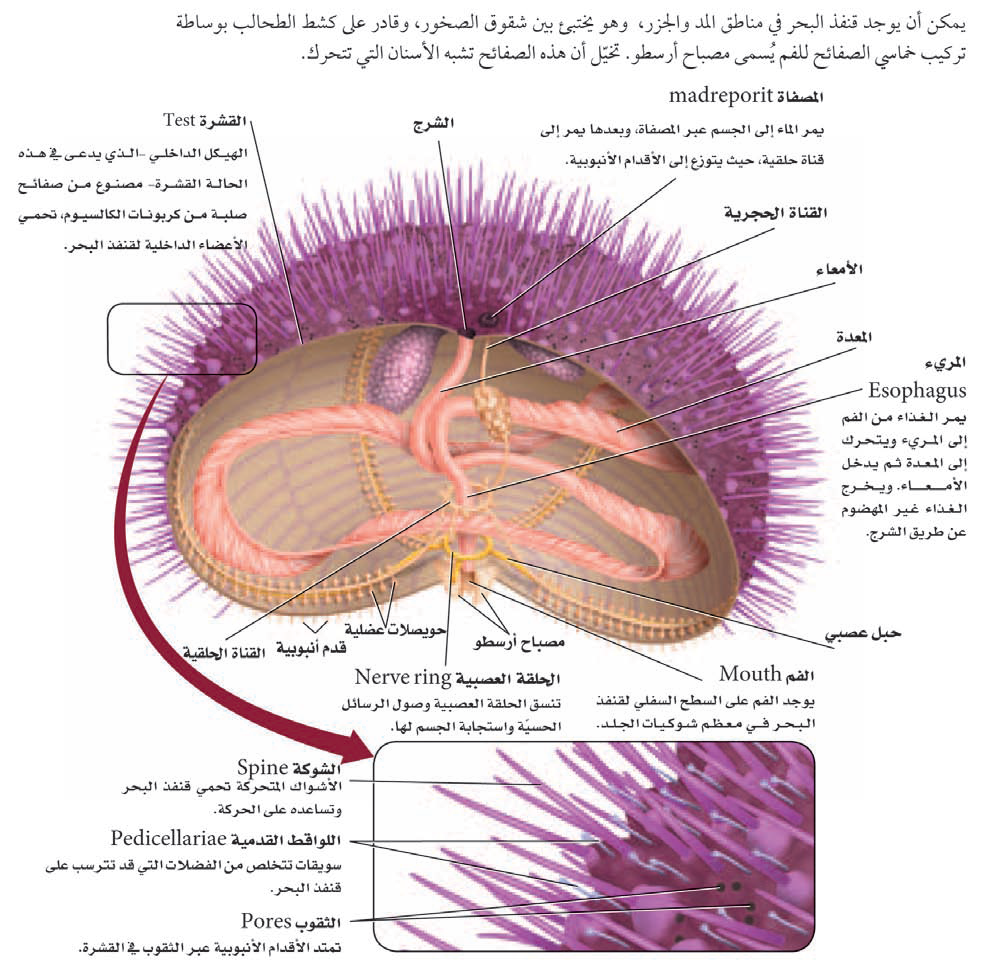 يمكن أن يوجد قنفذ البحر في مناطق المد والجزر، وهو يختبئ بين شقوق الصخور، وقادر على كشط الطحالب بوساطة
تركيب خماسي الصفائح للفم يُسمى مصباح أرسطو. تخيّل أن هذه الصفائح تشبه الأسنان التي تتحرك.
المصفاة madreporit
يمر الماء إلى الجسم عبر المصفاة، وبعدها يمر إلى
قناة حلقية، حيث يتوزع إلى الأقدام الأنبوبية.
الشرج
القشرة Test
الهيكل الداخلي -الذي يدعى في هذه
الحالة القشرة- مصنوع من صفائح
صلبة من كربونات الكالسيوم، تحمي
الأعضاء الداخلية لقنفذ البحر.
القناة الحجرية
الأمعاء
المعدة
المريء
Esophagus
يمر الغذاء من الفم
إلى المريء ويتحرك
إلى المعدة ثم يدخل
الأمعاء. ويخرج
الغذاء غير المهضوم
عن طريق الشرج.
حبل عصبي
مصباح أرسطو
حويصلات عضلية
قدم أنبوبية
القناة الحلقية
الفم Mouth
يوجد الفم على السطح السفلي لقنفذ
البحر في معظم شوكيات الجلد.
الحلقة العصبية Nerve ring
تنسق الحلقة العصبية وصول الرسائل
الحسيّة واستجابة الجسم لها.
الشوكة Spine
الأشواك المتحركة تحمي قنفذ البحر
وتساعده على الحركة.
اللواقط القدمية Pedicellariae
سويقات تتخلص من الفضلات التي قد تترسب على
قنفذ البحر.
الثقوب Pores
تمتد الأقدام الأنبوبية عبر الثقوب في القشرة.